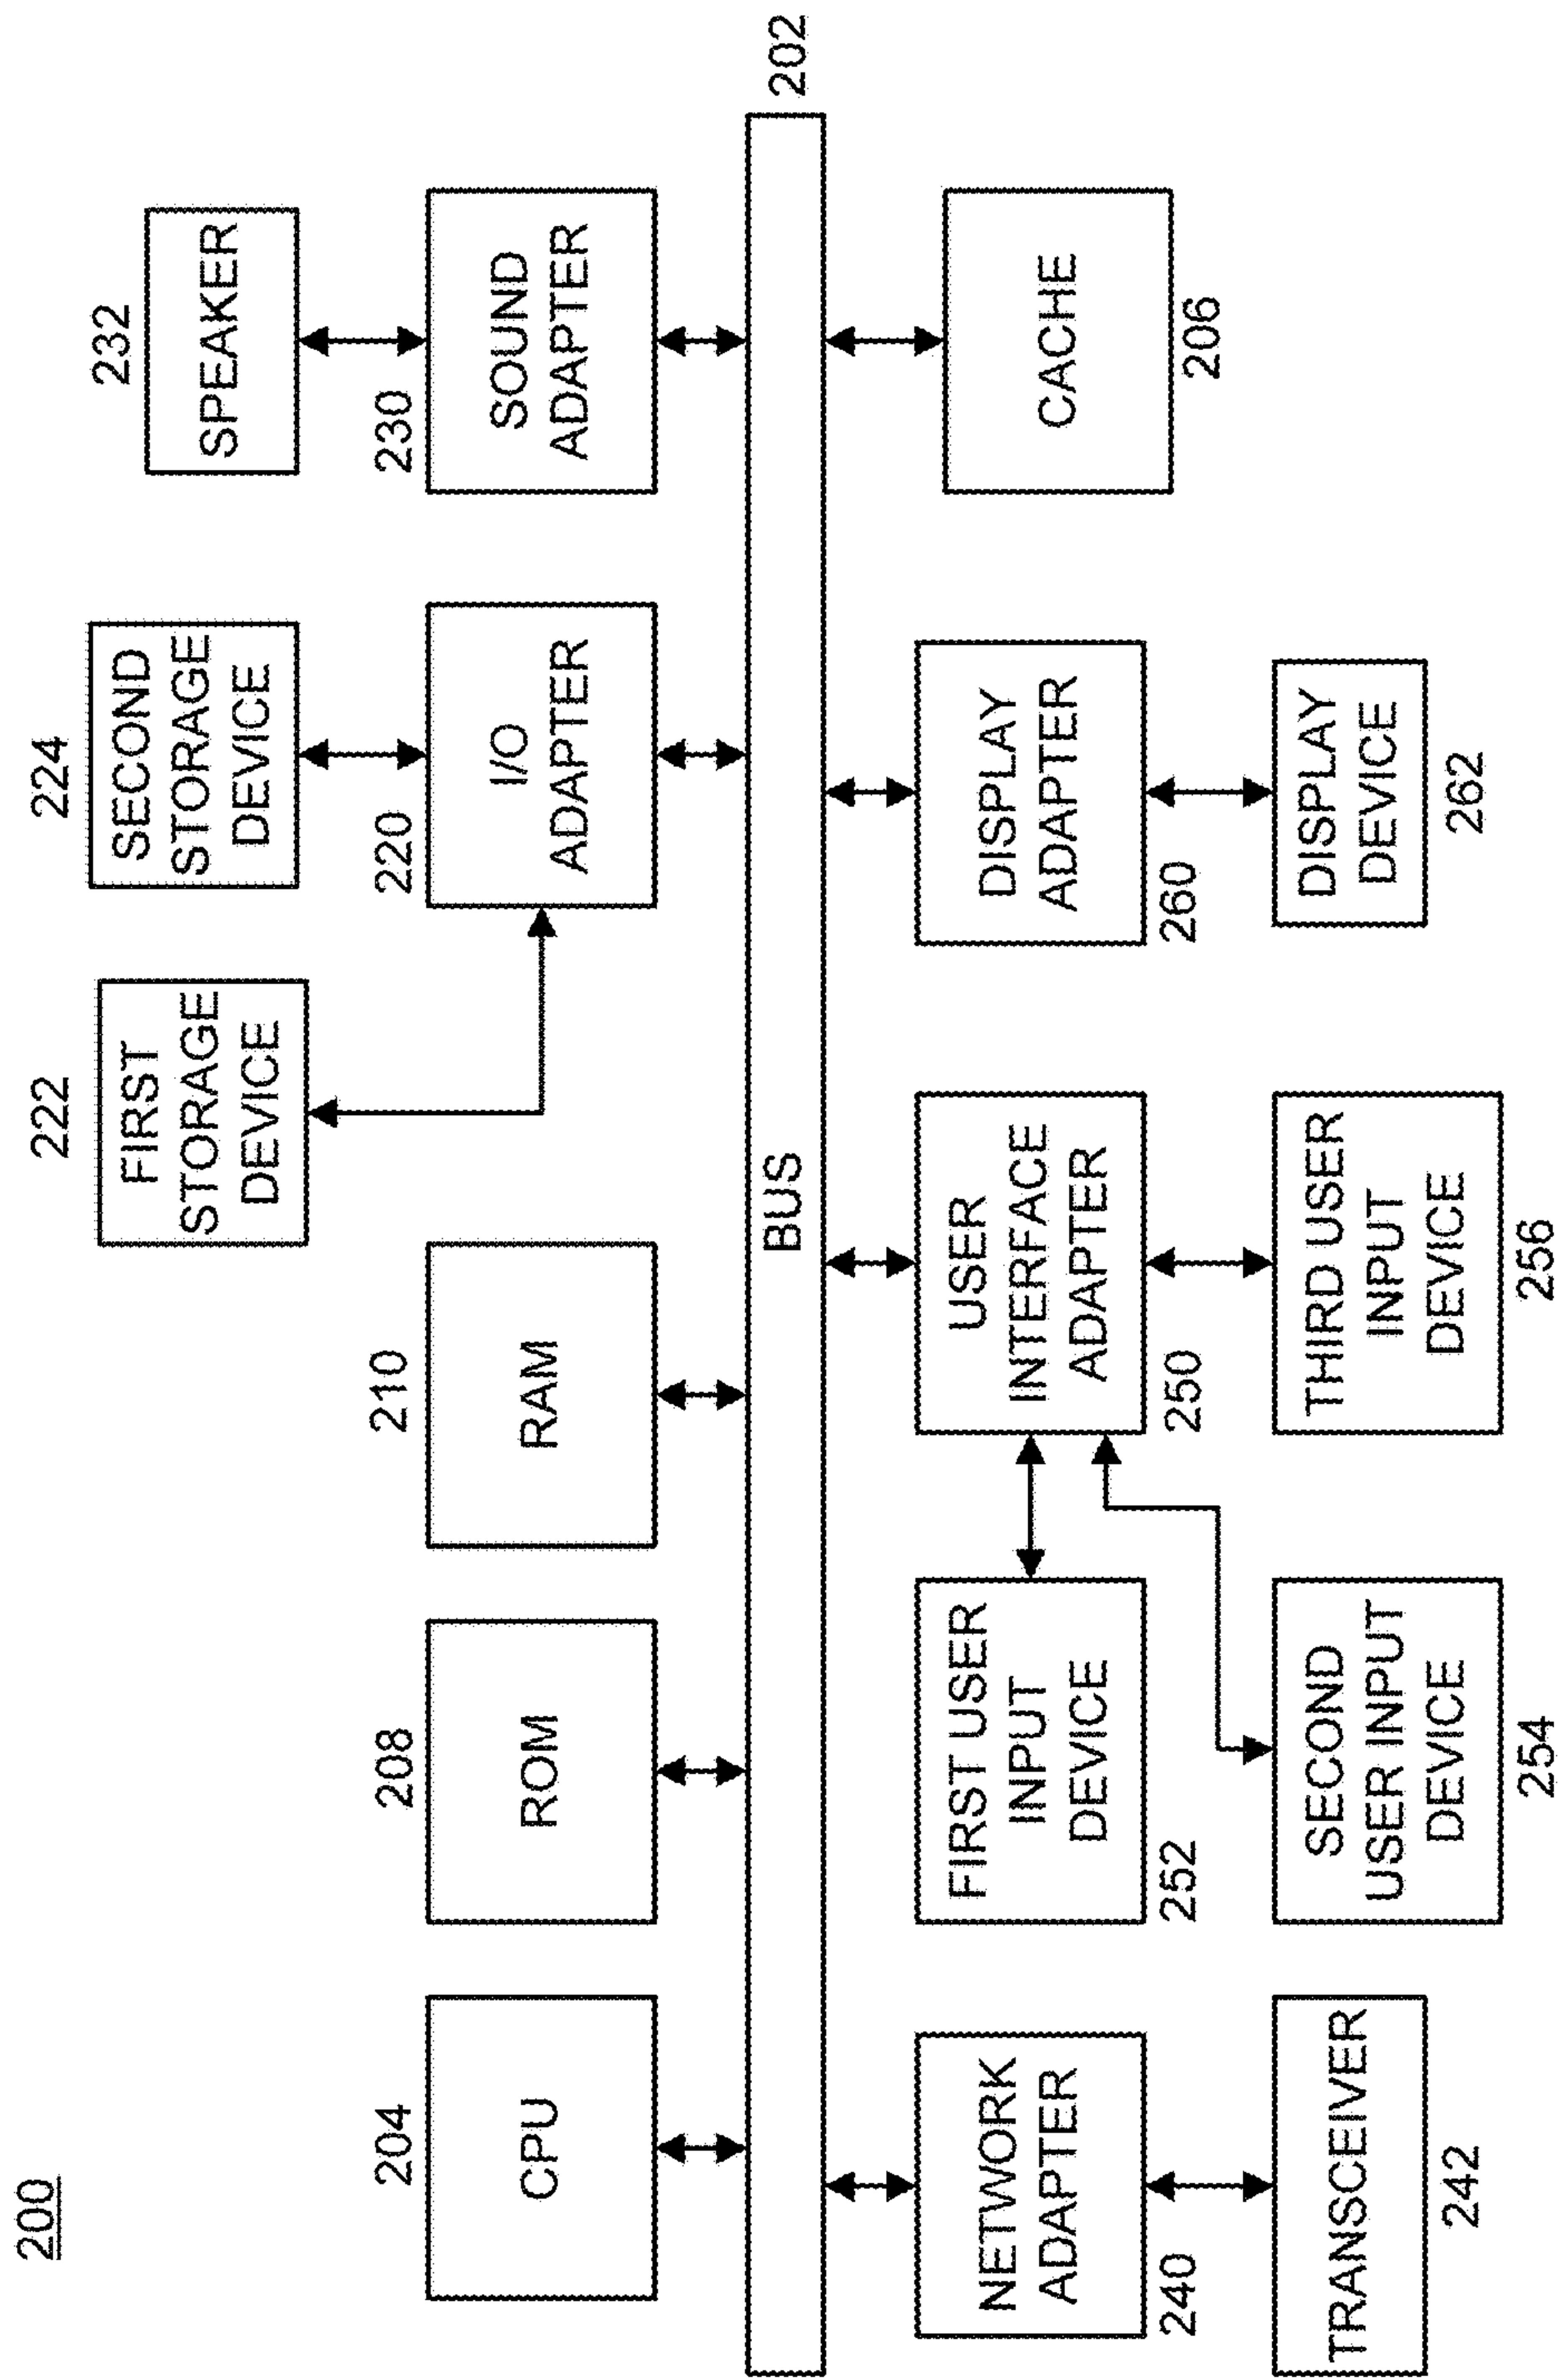 200
222
FIRST
STORAGE
DEVICE
224
SECOND
STORAGE
DEVICE
232
SPEAKER
204
CPU
208
ROM
210
RAM
220
I/O
ADAPTER
230
SOUND
ADAPTER
BUS
202
NETWORK
ADAPTER
240
FIRST USER
INPUT
DEVICE
252
USER
INTERFACE
ADAPTER
250
DISPLAY
ADAPTER
260
CACHE
206
TRANSCEIVER
242
SECOND
USER INPUT
DEVICE
254
THIRD USER
INPUT
DEVICE
256
DISPLAY
DEVICE
262